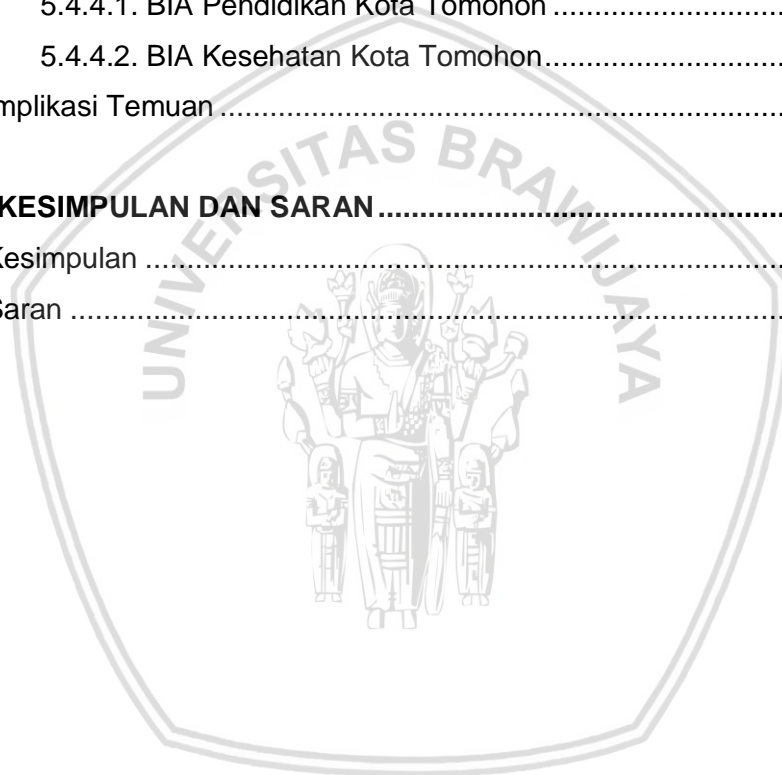 5.4.4.1. BIA Pendidikan Kota Tomohon ............................
5.4.4.2. BIA Kesehatan Kota Tomohon.............................
mplikasi Temuan .........................................................................
KESIMPULAN DAN SARAN .................................................
Kesimpulan .................................................................................
Saran .........................................................................................
UNIVERSITAS BRAWIJAYA